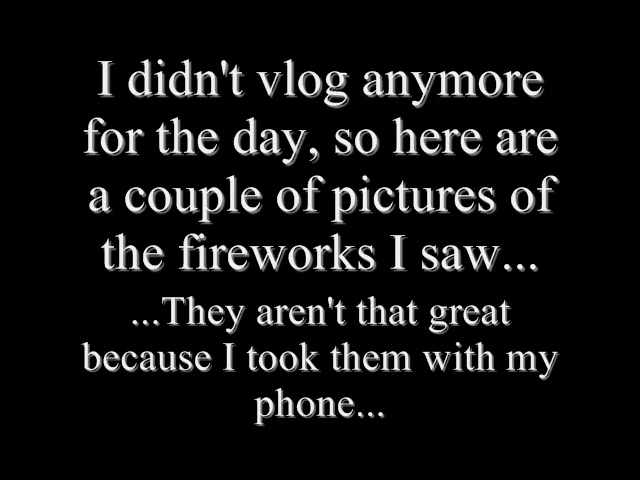 I didn't vlog anymore
for the day, so here are
a couple of pictures of
the fireworks I saw...
...They aren't that great
because I took them with my
phone...